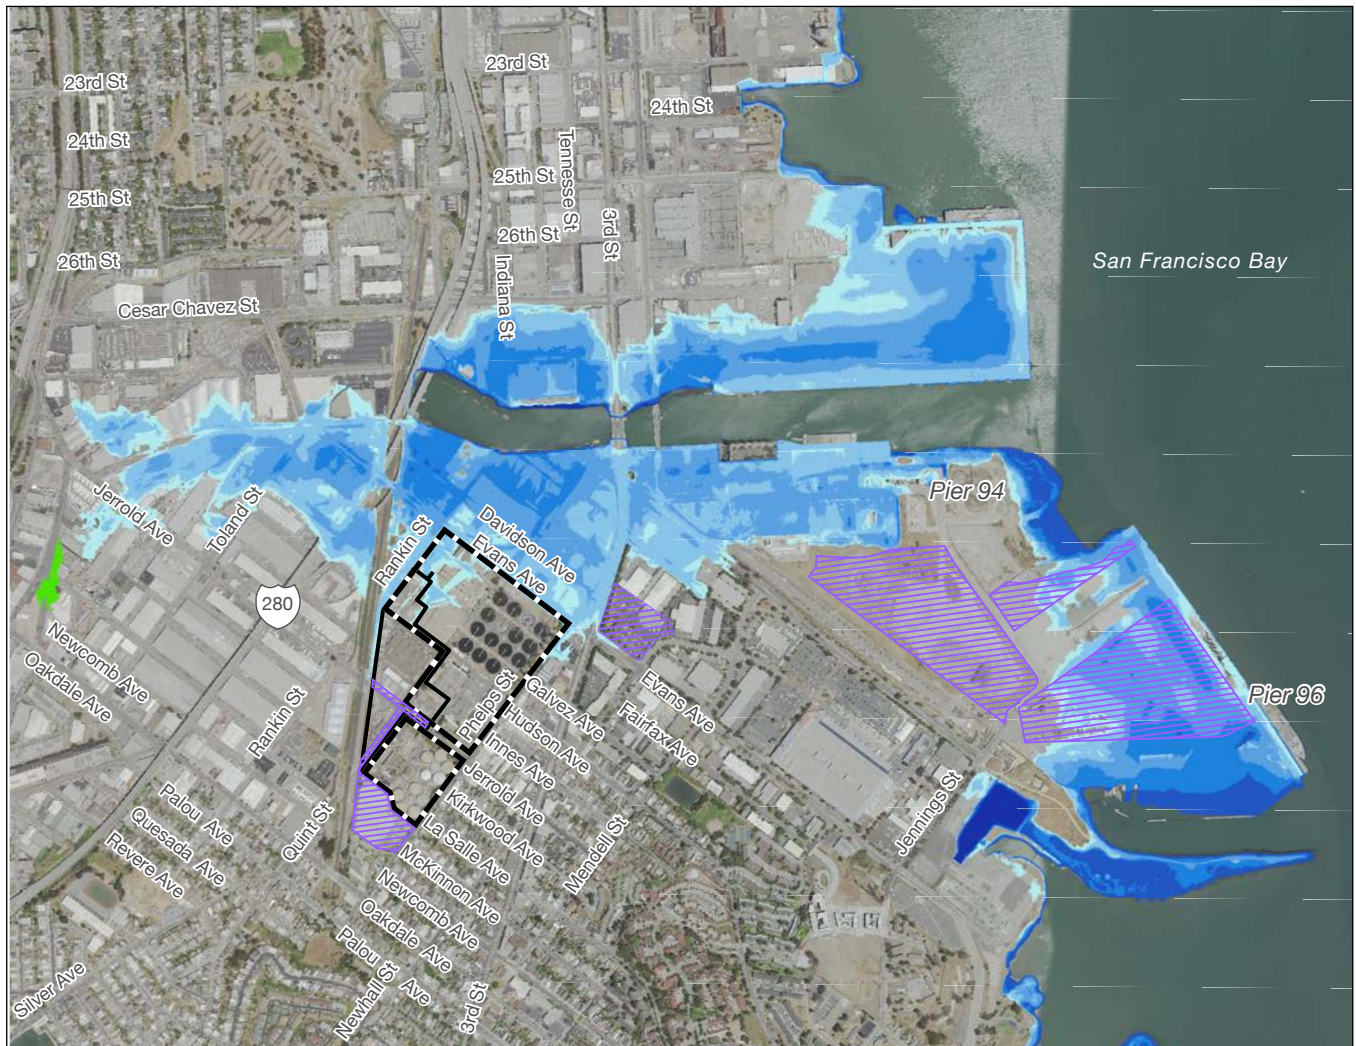 23rd St
23rd St
24th St
24th St
Tennesse St
25th St
25th St
3rd St
26th St
26th St
San Francisco Bay
Indiana St
Cesar Chavez St
Jerrold Ave
Toland St
Pier 94
Rankin St
Davidson Ave
Evans Ave
280
Newcomb Ave
Oakdale Ave
Rankin St
Phelps St
Galvez Ave
Evans Ave
Fairfax Ave
Pier 96
Hudson Ave
Innes Ave
Jerrold Ave
Kirkwood Ave
La Salle Ave
McKinnon Ave
Mendell St
Jennings St
Palou Ave
Quesada Ave
Revere Ave
Quint St
Newcomb Ave
Oakdale Ave
Palou Ave
Silver Ave
Newhall St
3rd St